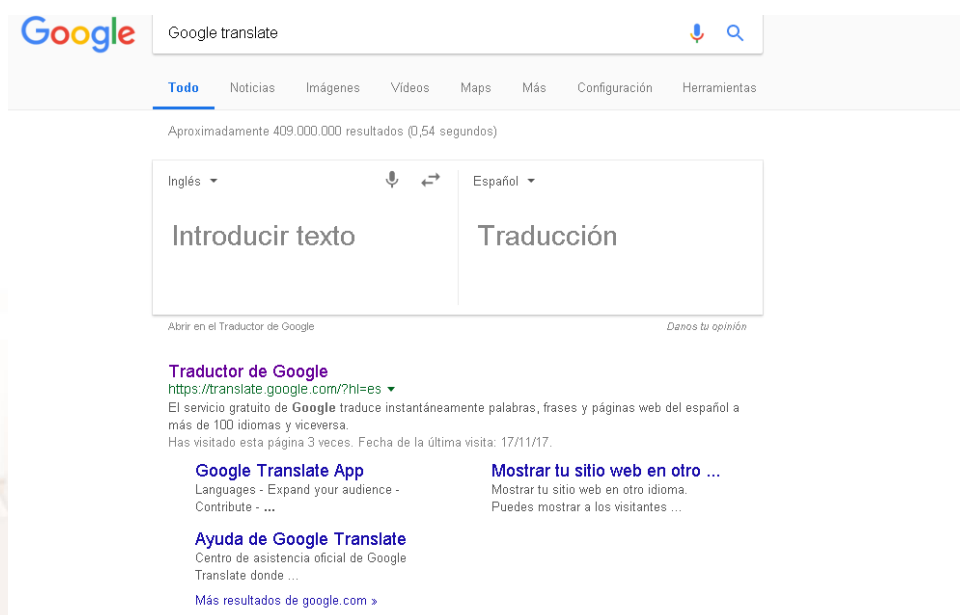 Google
Google translate
Todo Noticias Imágenes Vídeos Maps Más Configuración Herramientas
Aproximadamente 409.000.000 resultados (0,54 segundos)
Inglés Español
Introducir texto Traducción
Abrir en el Traductor de Google Danos tu opinión
Traductor de Google
https://translate.google.com/?hl=es
El servicio gratuito de Google traduce instantáneamente palabras, frases y páginas web del español a
más de 100 idiomas y viceversa.
Has visitado esta página 3 veces. Fecha de la última visita: 17/11/17.
Google Translate App
Languages - Expand your audience -
Contribute - ...
Mostrar tu sitio web en otro ...
Mostrar tu sitio web en otro idioma.
Puedes mostrar a los visitantes ...
Ayuda de Google Translate
Centro de asistencia oficial de Google
Translate donde ...
Más resultados de google.com »